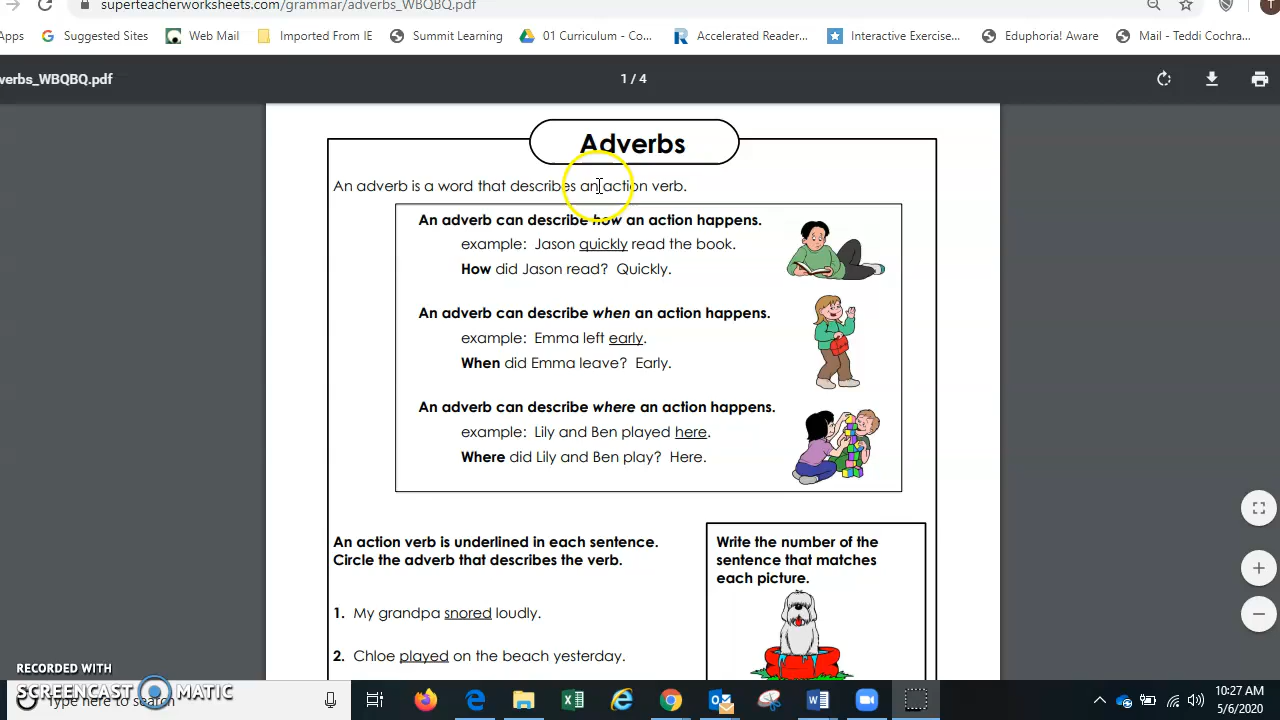 superteacherworksheets.com/grammar/adverbs_WBQBQ.pdf
Apps Suggested Sites Web Mail Imported From IE Summit Learning 01 Curriculum - Co... Accelerated Reader... Interactive Exercise... Eduphoria! Aware Mail - Teddi Cochra...
verbs_WBQBQ.pdf 1 / 4
Adverbs
An adverb is a word that describes an action verb.
An adverb can describe how an action happens.
example: Jason quickly read the book.
How did Jason read? Quickly.
An adverb can describe when an action happens.
example: Emma left early.
When did Emma leave? Early.
An adverb can describe where an action happens.
example: Lily and Ben played here.
Where did Lily and Ben play? Here.
An action verb is underlined in each sentence.
Circle the adverb that describes the verb.
1. My grandpa snored loudly.
2. Chloe played on the beach yesterday.
Write the number of the
sentence that matches
each picture.
RECORDED WITH
SCREENCAST MATIC
Type here to search
10:27 AM
5/6/2020